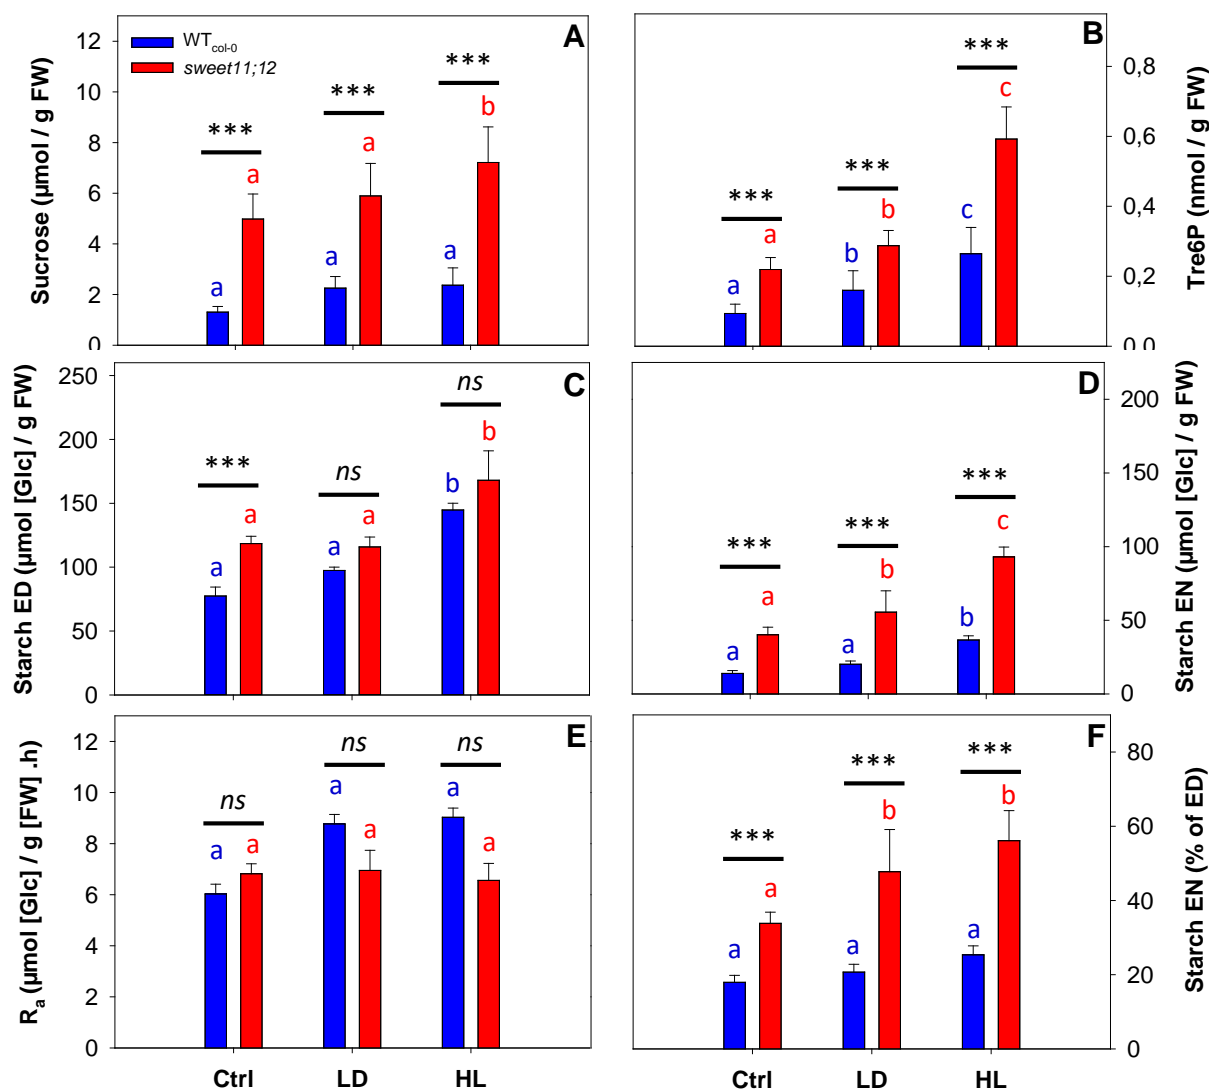 A
WT col-0
sweet11;12
Sucrose (µmol / g FW)
12
10
8
6
4
2
0
***
***
***
a
a
a
a
a
b
B
Tre6P (nmol / g FW)
0,8
0,6
0,4
0,2
0,0
***
***
***
a
a
b
b
c
c
C
Starch ED (µmol [Glc] / g FW)
250
200
150
100
50
0
***
ns
ns
a
a
a
a
b
b
D
Starch EN (µmol [Glc] / g FW)
200
150
100
50
0
***
***
***
a
a
a
b
b
c
E
Ra (µmol [Glc] / g [FW] .h)
12
10
8
6
4
2
0
ns
ns
ns
a
a
a
a
a
a
Ctrl
LD
HL
F
Starch EN (% of ED)
80
60
40
20
0
***
***
***
a
a
a
b
a
b
Ctrl
LD
HL